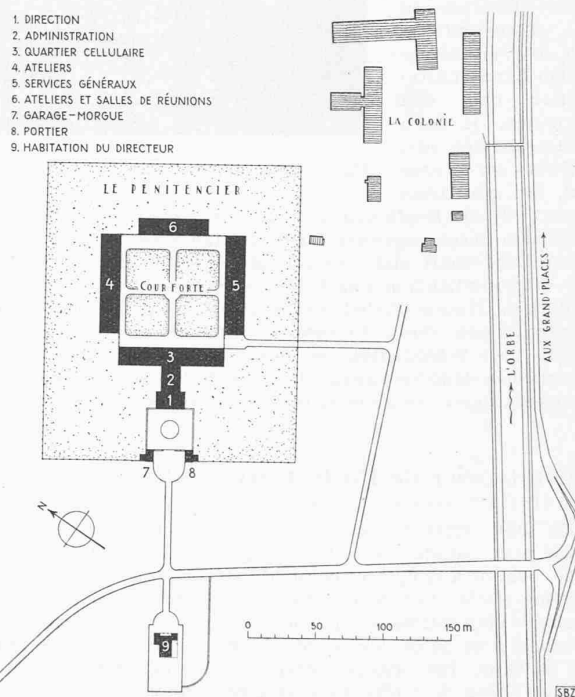 1. DIRECTION
2. ADMINISTRATION
3. QUARTIER CELLULAIRE
4. ATELIERS
5. SERVICES GÉNÉRAUX
6. ATELIERS ET SALLES DE RÉUNIONS
7. GARAGE-MORGUE
8. PORTIER
9. HABITATION DU DIRECTEUR
LA COLONIE
LE PENITENCIER
6
4
COUR FORTE
5
3
2
1
7
8
N
L'ORBE
AUX GRAND PLACES
0 50 100 150 m
9
SBZ